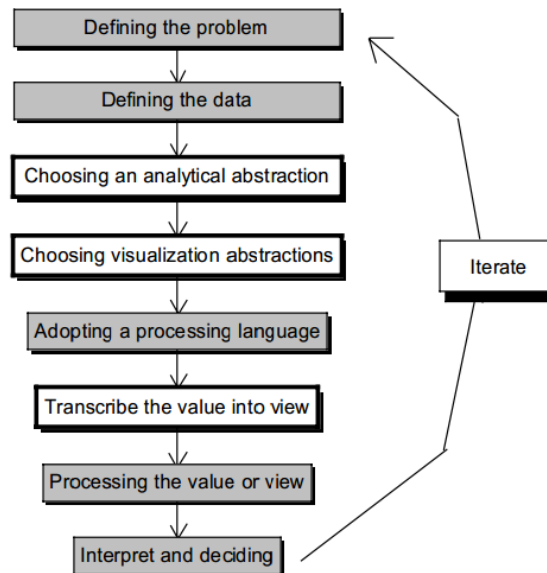 Defining the problem
Defining the data
Choosing an analytical abstraction
Choosing visualization abstractions
Iterate
Adopting a processing language
Transcribe the value into view
Processing the value or view
Interpret and deciding